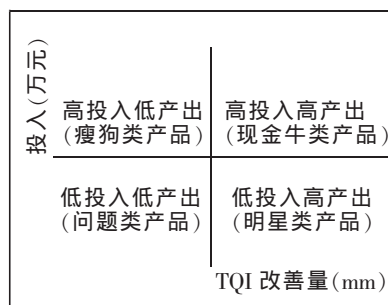 投入(万元)
高投入低产出
(瘦狗类产品)
高投入高产出
(现金牛类产品)
低投入低产出
(问题类产品)
低投入高产出
(明星类产品)
TQI 改善量(mm)